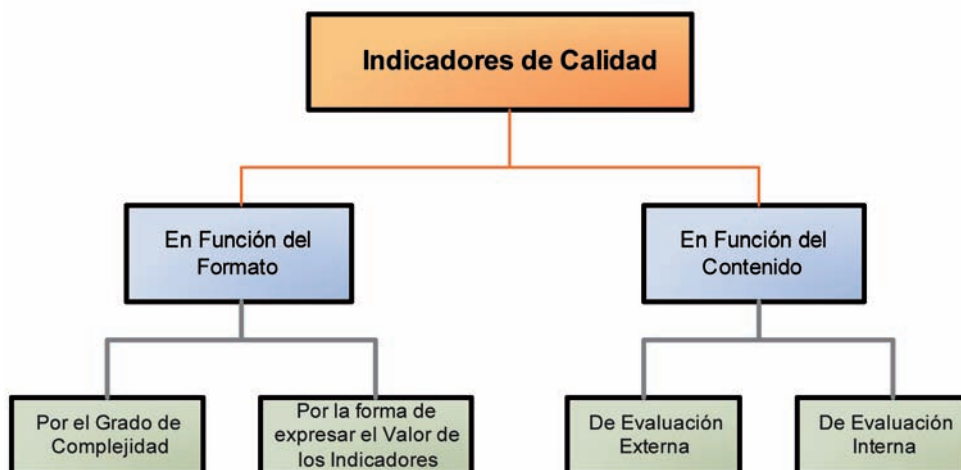 Indicadores de Calidad
En Función del
Formato
En Función del
Contenido
Por el Grado de
Complejidad
Por la forma de
expresar el Valor de
los Indicadores
De Evaluación
Externa
De Evaluación
Interna